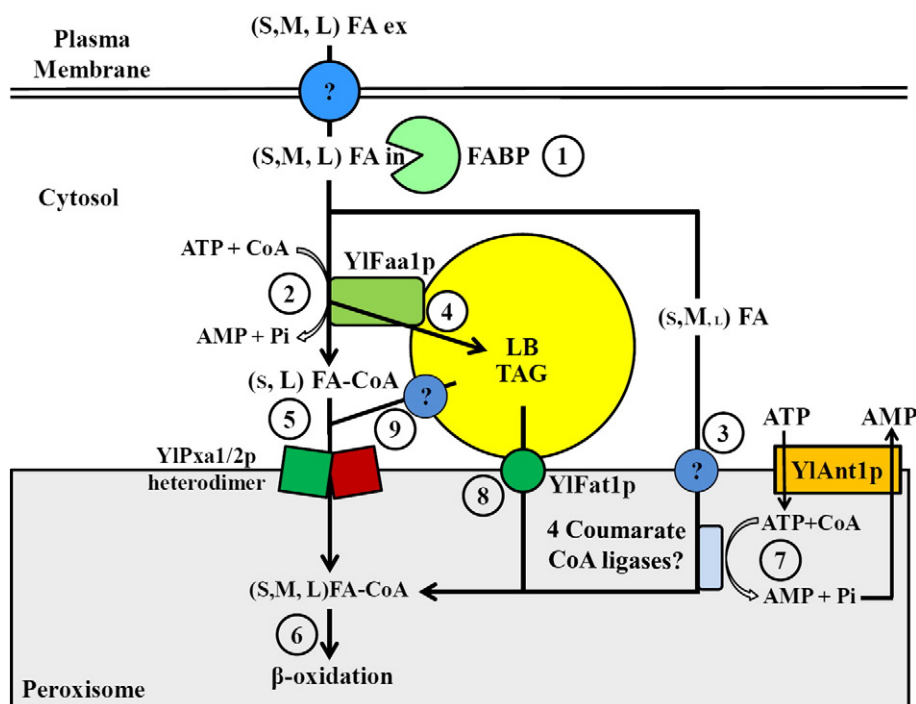 (S,M, L) FA ex
Plasma
Membrane
?
(S,M, L) FA in
FABP
1
Cytosol
ATP + CoA
YlFaa1p
2
4
(S,M, L) FA
AMP + Pi
LB
TAG
(S, L) FA-CoA
?
5
9
3
ATP
AMP
YlPxa1/2p
heterodimer
8
YlFat1p
?
YlAnt1p
4 Coumarate
CoA ligases?
ATP+CoA
7
(S,M, L)FA-CoA
AMP + Pi
6
β-oxidation
Peroxisome